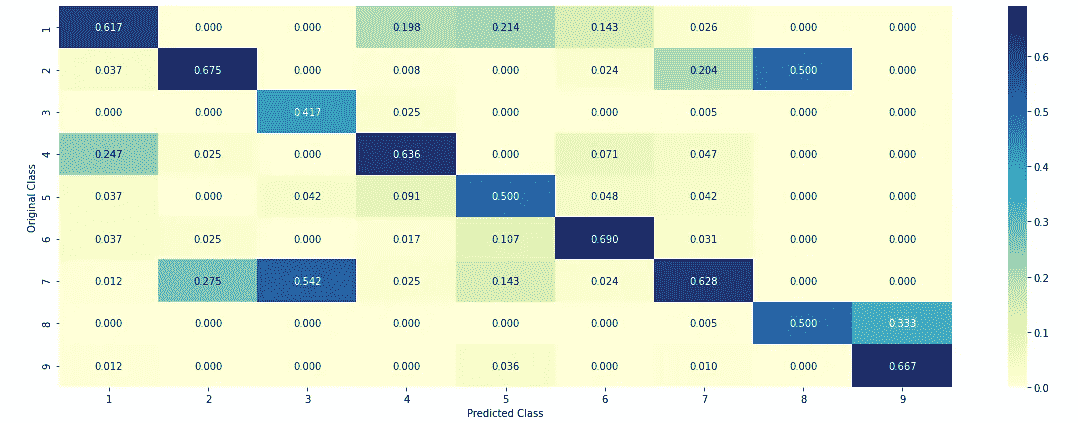 1 0.617 0.000 0.000 0.198 0.214 0.143 0.026 0.000 0.000
2 0.037 0.675 0.000 0.008 0.000 0.024 0.204 0.500 0.000
3 0.000 0.000 0.417 0.025 0.000 0.000 0.005 0.000 0.000
4 0.247 0.025 0.000 0.636 0.000 0.071 0.047 0.000 0.000
5 0.037 0.000 0.042 0.091 0.500 0.048 0.042 0.000 0.000
6 0.037 0.025 0.000 0.017 0.107 0.690 0.031 0.000 0.000
7 0.012 0.275 0.542 0.025 0.143 0.024 0.628 0.000 0.000
8 0.000 0.000 0.000 0.000 0.000 0.000 0.005 0.500 0.333
9 0.012 0.000 0.000 0.000 0.036 0.000 0.010 0.000 0.667
1 2 3 4 5 6 7 8 9
Predicted Class
Original Class
0.6
0.5
0.4
0.3
0.2
0.1
0.0